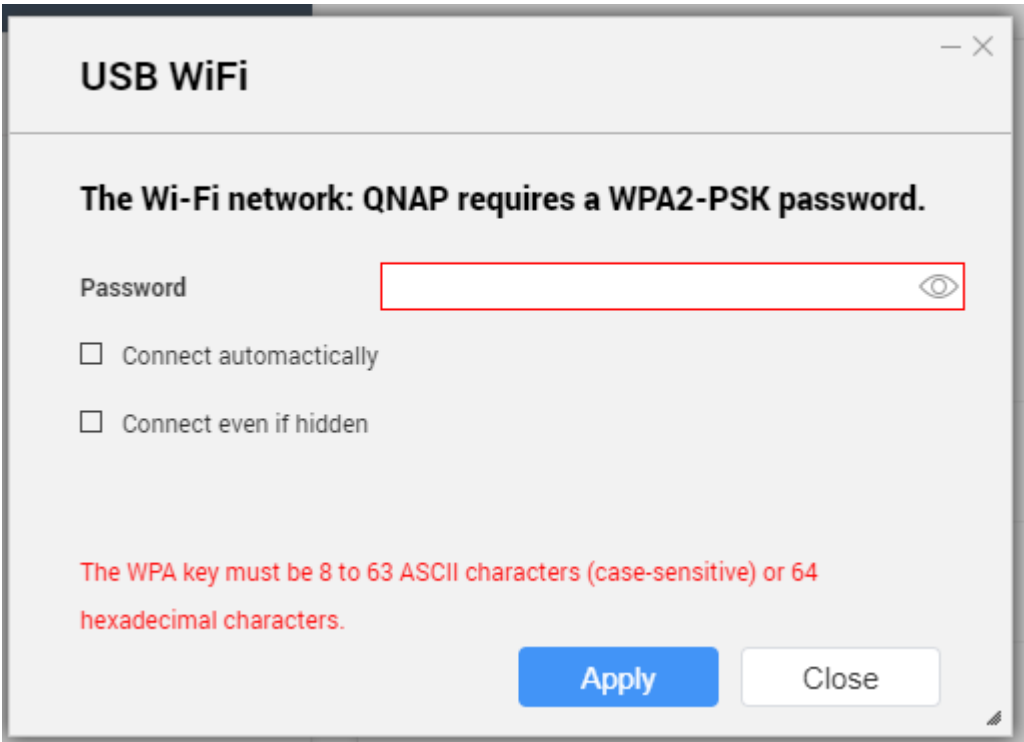 USB WiFi
The Wi-Fi network: QNAP requires a WPA2-PSK password.
Password
Connect automactically
Connect even if hidden
The WPA key must be 8 to 63 ASCII characters (case-sensitive) or 64
hexadecimal characters.
Apply Close